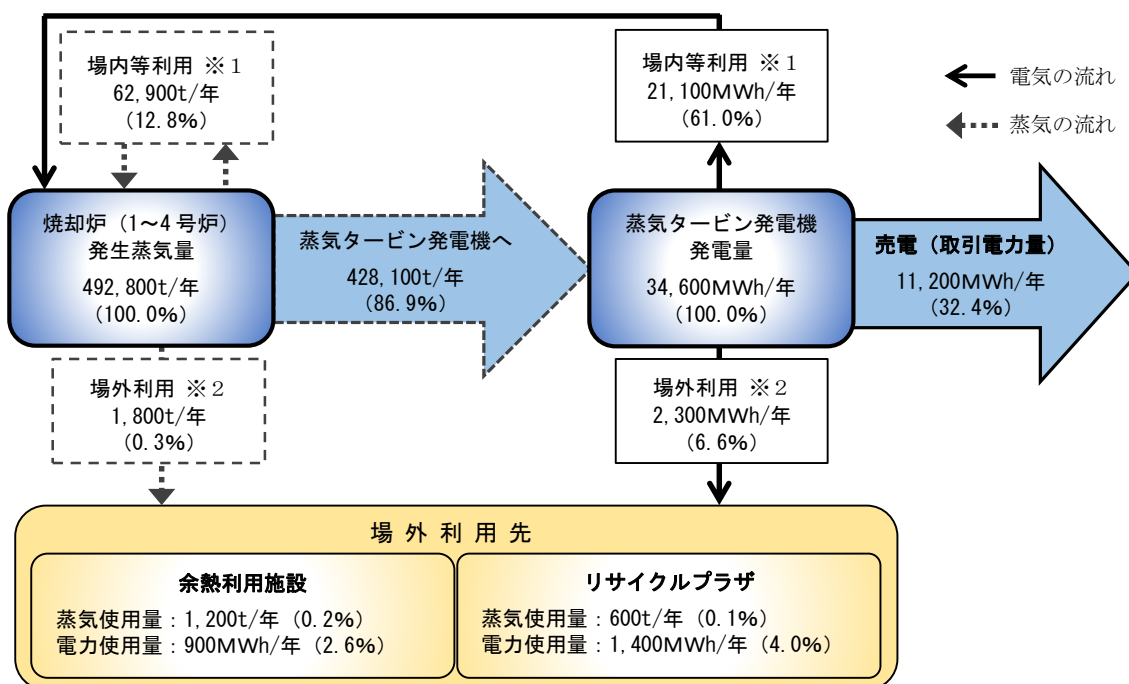 場内等利用 ※1
62,900t/年
(12.8%)
場内等利用 ※1
21,100MWh/年
(61.0%)
電気の流れ
蒸気の流れ
焼却炉（1～4号炉）
発生蒸気量
492,800t/年
(100.0%)
蒸気タービン発電機へ
428,100t/年
(86.9%)
蒸気タービン発電機
発電量
34,600MWh/年
(100.0%)
売電（取引電力量）
11,200MWh/年
(32.4%)
場外利用 ※2
1,800t/年
(0.3%)
場外利用 ※2
2,300MWh/年
(6.6%)
場外利用先
余熱利用施設
蒸気使用量：1,200t/年（0.2%）
電力使用量：900MWh/年（2.6%）
リサイクルプラザ
蒸気使用量：600t/年（0.1%）
電力使用量：1,400MWh/年（4.0%）